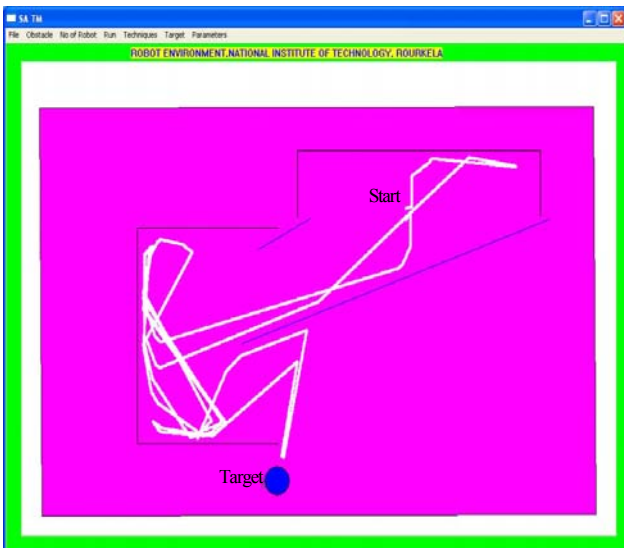 SA TM
File Obstacle No of Robot Run Techniques Target Parameters
ROBOT ENVIRONMENT,NATIONAL INSTITUTE OF TECHNOLOGY, ROURKELA
Start
Target